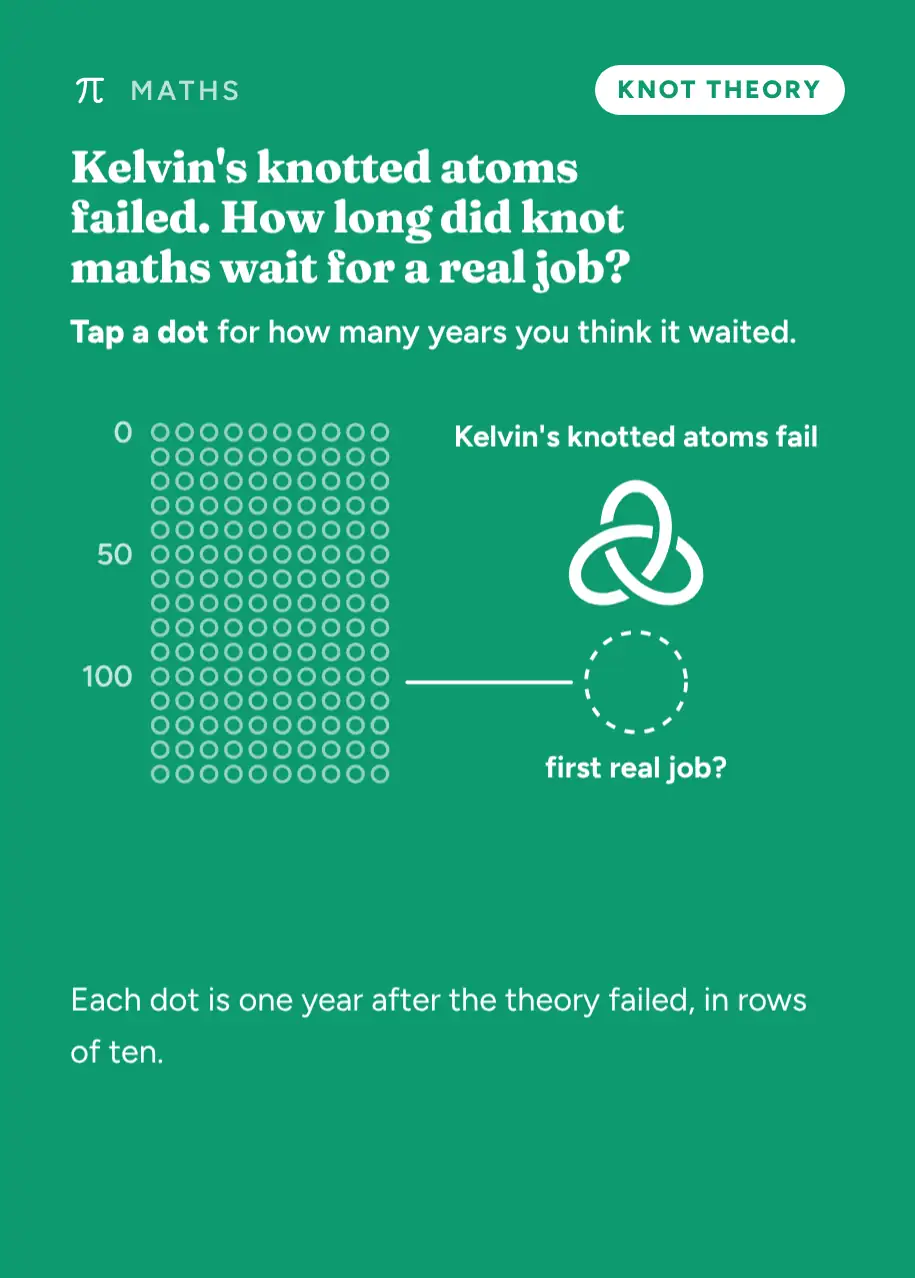 π MATHS
KNOT THEORY
Kelvin's knotted atoms
failed. How long did knot
maths wait for a real job?
Tap a dot for how many years you think it waited.
0
Kelvin's knotted atoms fail
50
100
first real job?
Each dot is one year after the theory failed, in rows
of ten.